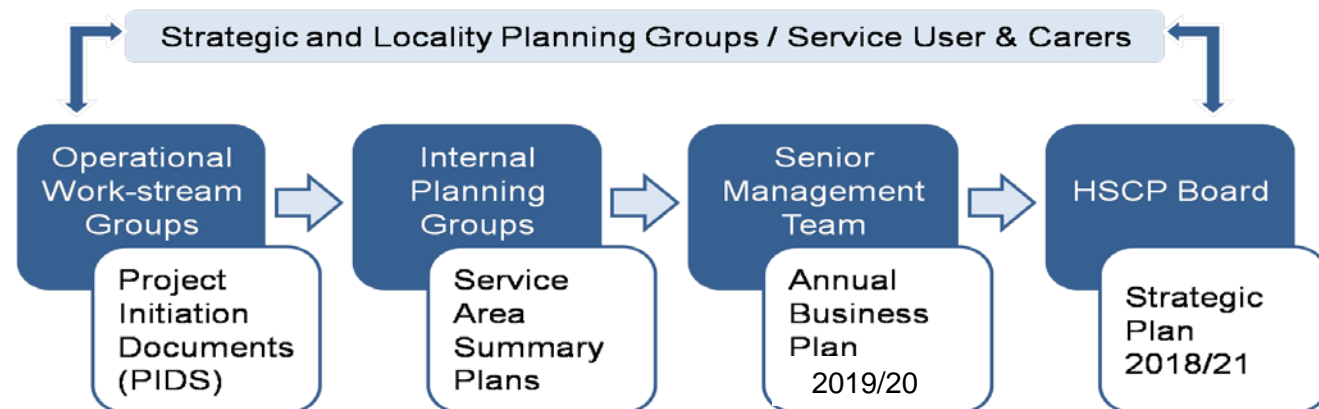 Strategic and Locality Planning Groups / Service User & Carers
Operational
Work-stream
Groups
Project
Initiation
Documents
(PIDS)
Internal
Planning
Groups
Service
Area
Summary
Plans
Senior
Management
Team
Annual
Business
Plan
2019/20
HSCP Board
Strategic
Plan
2018/21